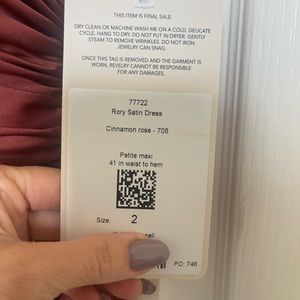 THIS ITEM IS FINAL SALE.
DRY CLEAN OR MACHINE WASH ME ON A COLD, DELICATE
CYCLE. HANG TO DRY. DO NOT PUT IN DRYER. GENTLY
STEAM TO REMOVE WRINKLES. DO NOT IRON.
JEWELRY CAN SNAG.
ONCE THIS TAG IS REMOVED AND THE GARMENT IS
WORN, REVELRY CANNOT BE RESPONSIBLE
FOR ANY DAMAGES.
77722
Rory Satin Dress
Cinnamon rose - 708
Petite maxi
41 in waist to hem
Size: 2
PO: 746